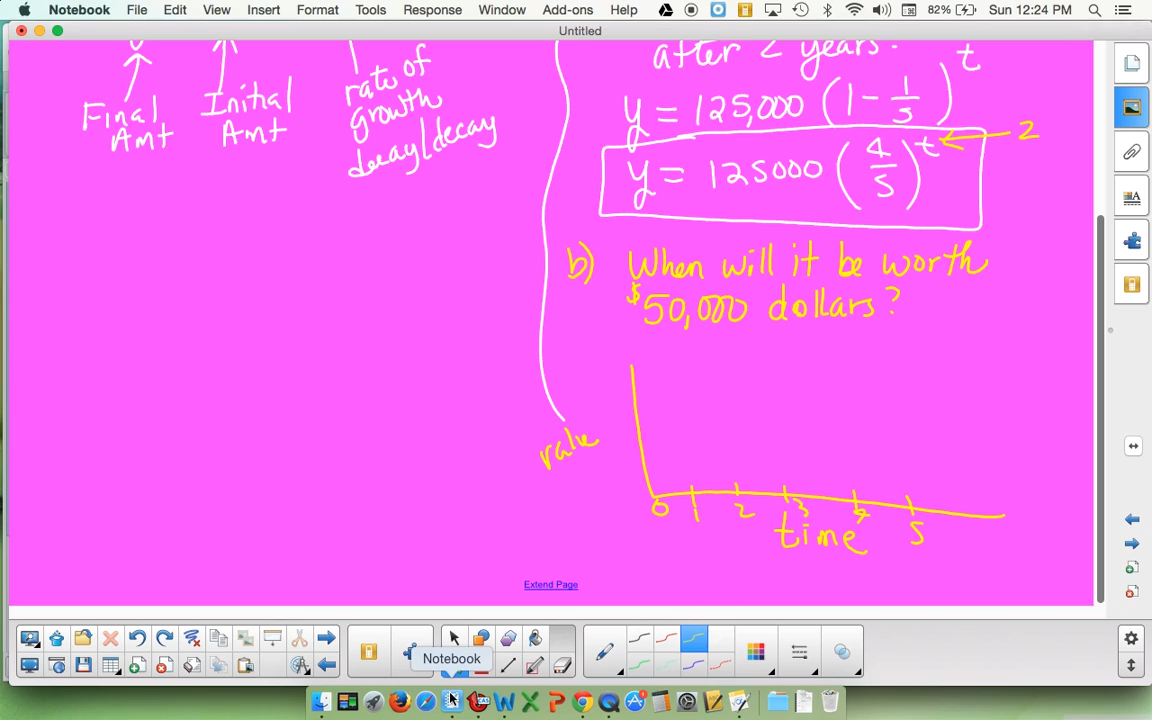 Notebook File Edit View Insert Format Tools Response Window Add-ons Help 82% Sun 12:24 PM
Untitled
after 2 years.
Final
Amt
Initial
Amt
rate of
growth
decay/decay
y = 125,000 (1 - 1/5)^t
y = 125000 (4/5)^t ← 2
b) When will it be worth
$50,000 dollars?
value
0 1 2 3 4 5
time
Extend Page
Notebook
CAS